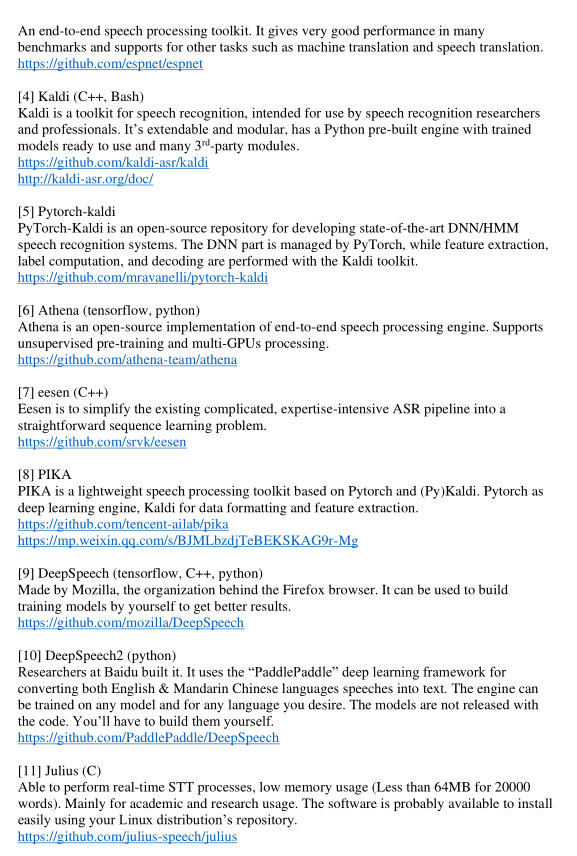 An end-to-end speech processing toolkit. It gives very good performance in many
benchmarks and supports for other tasks such as machine translation and speech translation.
https://github.com/espnet/espnet
[4] Kaldi (C++, Bash)
Kaldi is a toolkit for speech recognition, intended for use by speech recognition researchers
and professionals. It’s extendable and modular, has a Python pre-built engine with trained
models ready to use and many 3rd-party modules.
https://github.com/kaldi-asr/kaldi
http://kaldi-asr.org/doc/
[5] Pytorch-kaldi
PyTorch-Kaldi is an open-source repository for developing state-of-the-art DNN/HMM
speech recognition systems. The DNN part is managed by PyTorch, while feature extraction,
label computation, and decoding are performed with the Kaldi toolkit.
https://github.com/mravanelli/pytorch-kaldi
[6] Athena (tensorflow, python)
Athena is an open-source implementation of end-to-end speech processing engine. Supports
unsupervised pre-training and multi-GPUs processing.
https://github.com/athena-team/athena
[7] eesen (C++)
Eesen is to simplify the existing complicated, expertise-intensive ASR pipeline into a
straightforward sequence learning problem.
https://github.com/srvk/eesen
[8] PIKA
PIKA is a lightweight speech processing toolkit based on Pytorch and (Py)Kaldi. Pytorch as
deep learning engine, Kaldi for data formatting and feature extraction.
https://github.com/tencent-ailab/pika
https://mp.weixin.qq.com/s/BJMLbzdjTeBEKSKAG9r-Mg
[9] DeepSpeech (tensorflow, C++, python)
Made by Mozilla, the organization behind the Firefox browser. It can be used to build
training models by yourself to get better results.
https://github.com/mozilla/DeepSpeech
[10] DeepSpeech2 (python)
Researchers at Baidu built it. It uses the “PaddlePaddle” deep learning framework for
converting both English & Mandarin Chinese languages speeches into text. The engine can
be trained on any model and for any language you desire. The models are not released with
the code. You’ll have to build them yourself.
https://github.com/PaddlePaddle/DeepSpeech
[11] Julius (C)
Able to perform real-time STT processes, low memory usage (Less than 64MB for 20000
words). Mainly for academic and research usage. The software is probably available to install
easily using your Linux distribution’s repository.
https://github.com/julius-speech/julius